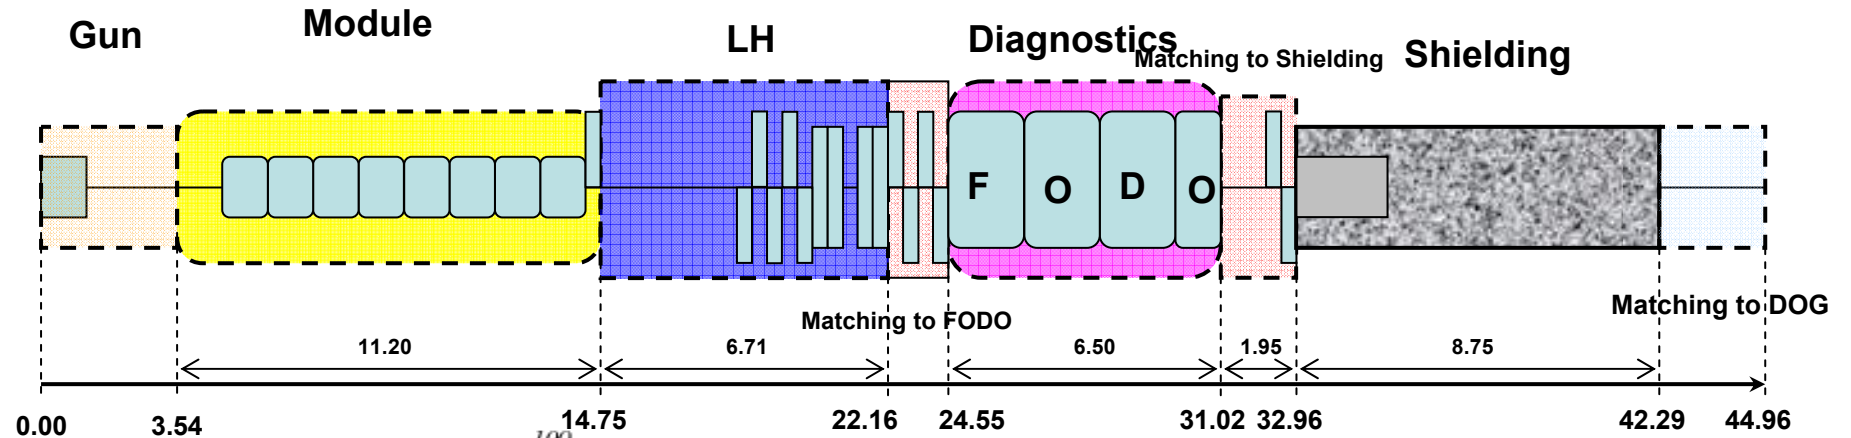 Gun
Module
LH
Diagnostics
Matching to Shielding
Shielding
F
O
D
O
Matching to DOG
Matching to FODO
11.20
6.71
6.50
1.95
8.75
0.00
3.54
14.75
22.16
24.55
31.02
32.96
42.29
44.96